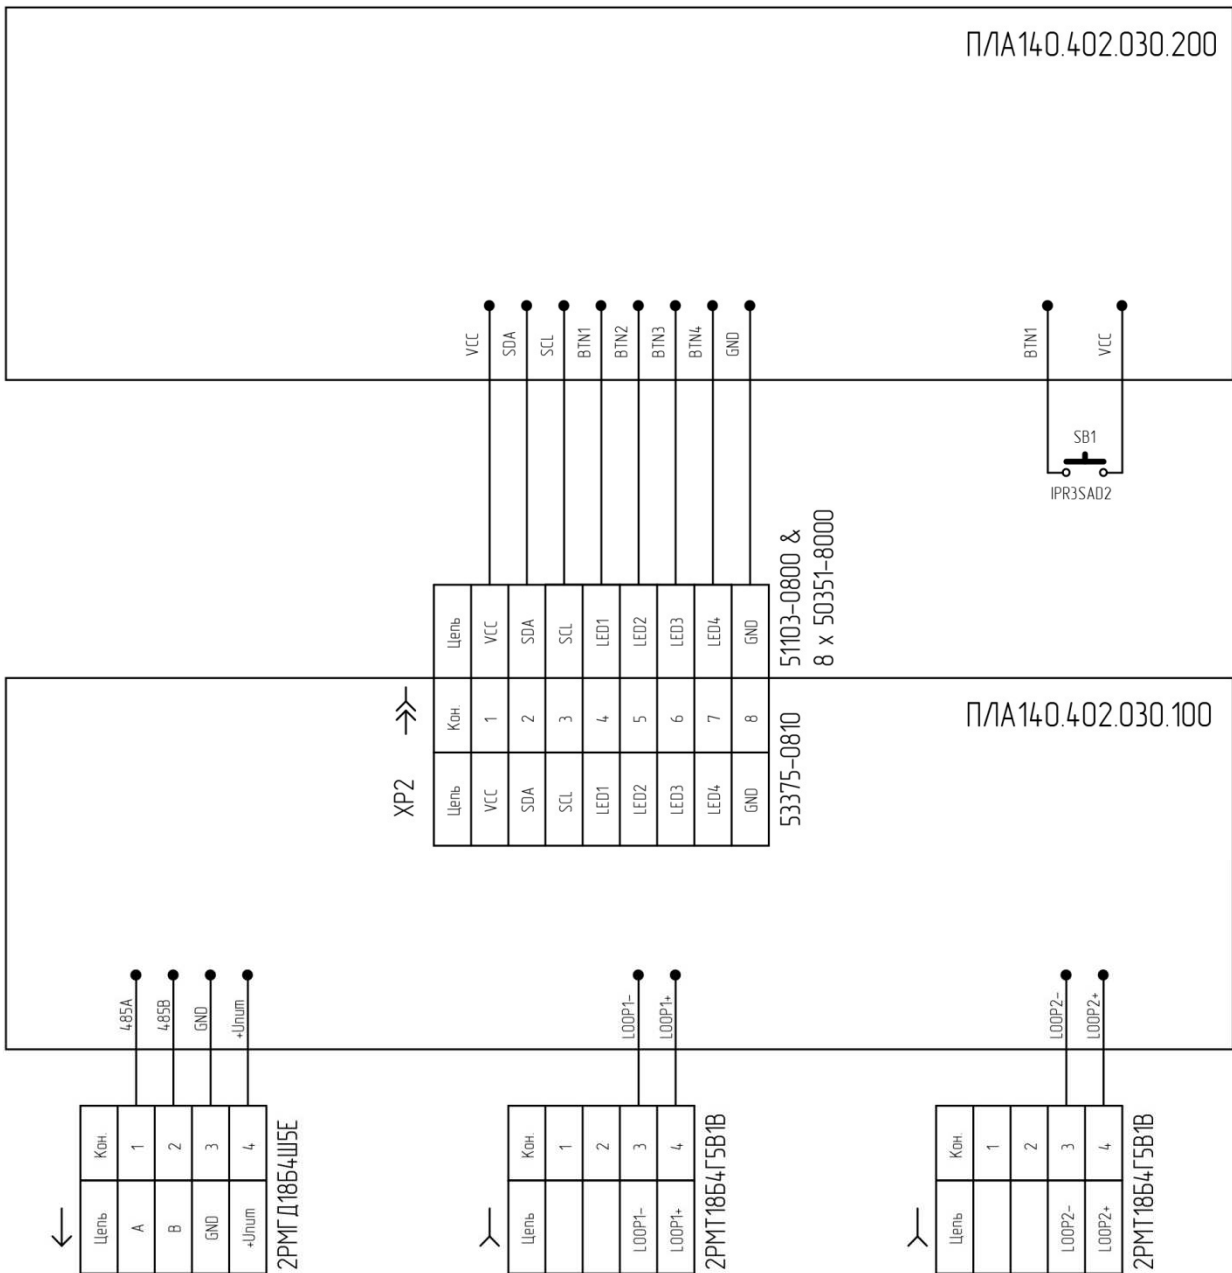 ПЛА140.402.030.200
VCC
SDA
SCL
BTN1
BTN2
BTN3
BTN4
GND
BTN1
VCC
SB1
IPR3SAD2
51103-0800 &
8 x 50351-8000
Цепь
VCC
SDA
SCL
LED1
LED2
LED3
LED4
GND
ПЛА140.402.030.100
XP2
Кон.
1
2
3
4
5
6
7
8
Цепь
VCC
SDA
SCL
LED1
LED2
LED3
LED4
GND
53375-0810
485A
485B
GND
+Uпит
LOOP1-
LOOP1+
LOOP2-
LOOP2+
Кон.
1
2
3
4
Цепь
A
B
GND
+Uпит
2РМГД18Б4Ш5Е
Кон.
1
2
3
4
Цепь
LOOP1-
LOOP1+
2РМТ18Б4Г5В1В
Кон.
1
2
3
4
Цепь
LOOP2-
LOOP2+
2РМТ18Б4Г5В1В